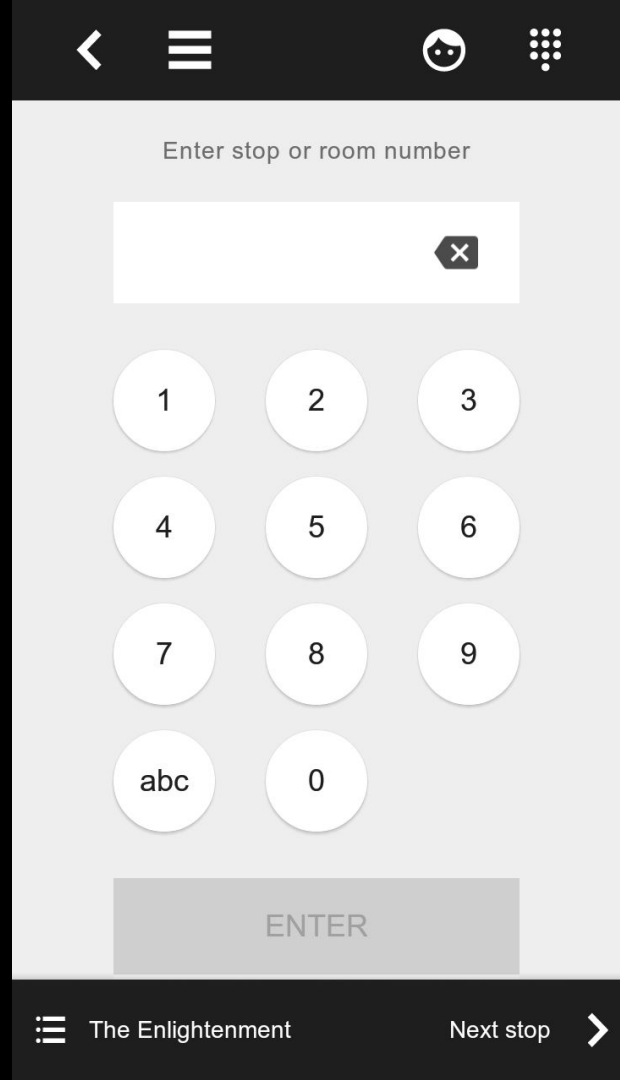 Enter stop or room number
1 2 3
4 5 6
7 8 9
abc 0
ENTER
The Enlightenment Next stop